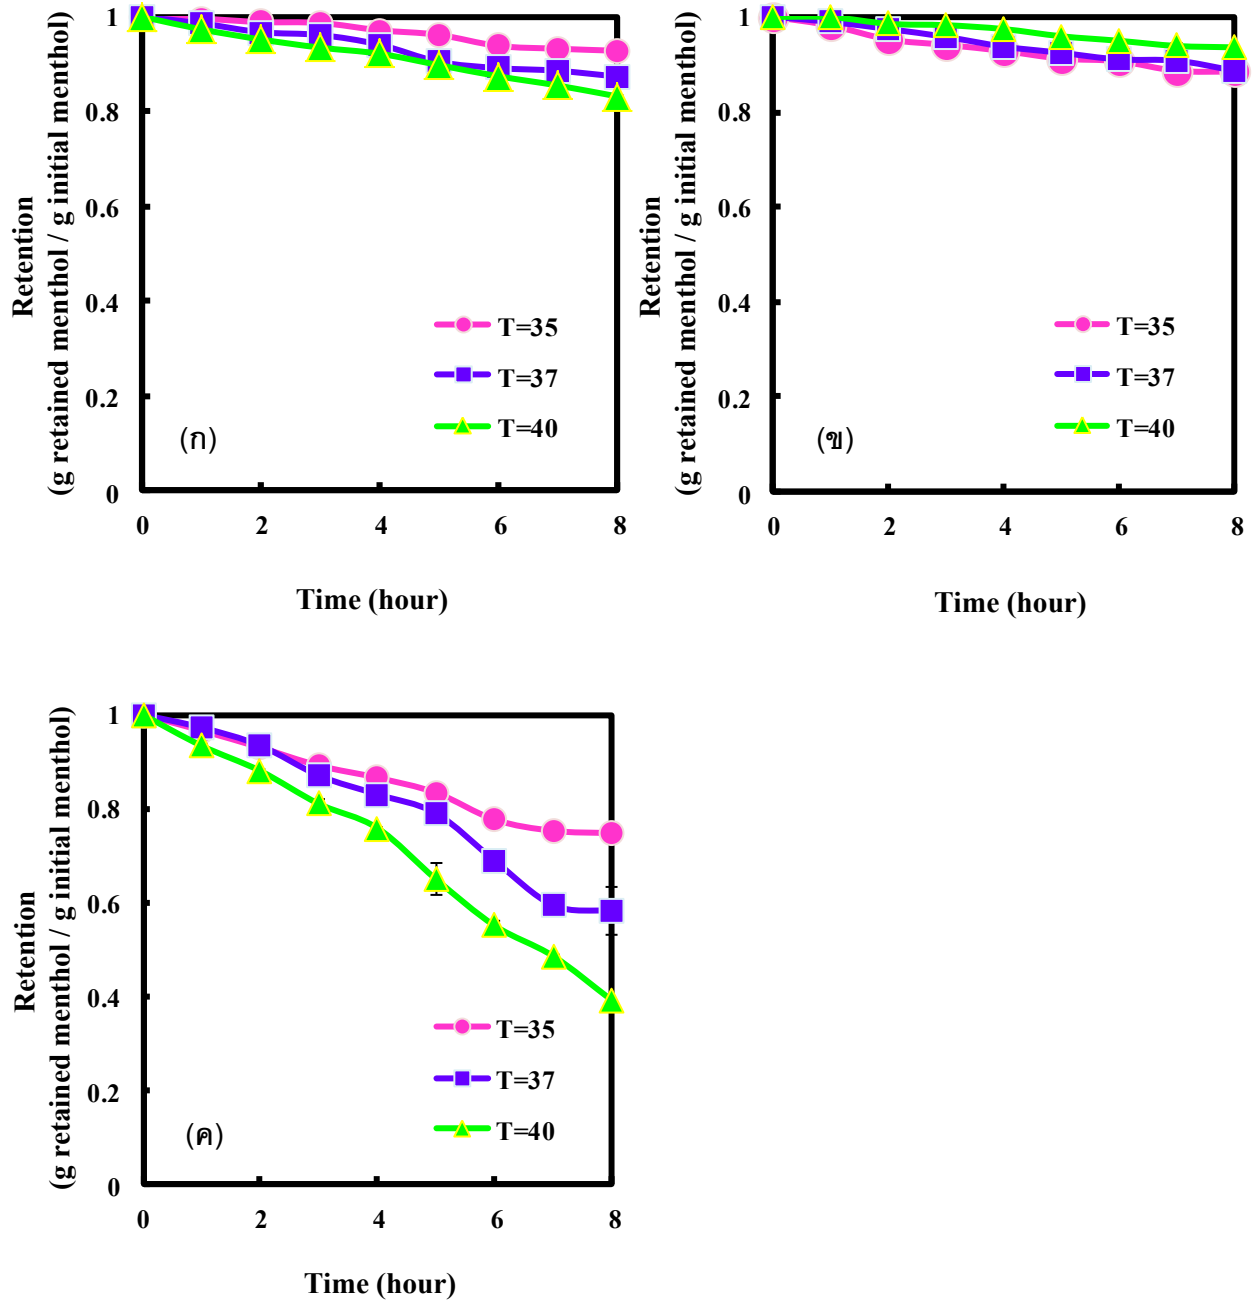 Retention
(g retained menthol / g initial menthol)
1
0.8
0.6
0.4
0.2
0
T=35
T=37
T=40
(ก)
0 2 4 6 8
Time (hour)
Retention
(g retained menthol / g initial menthol)
1
0.8
0.6
0.4
0.2
0
T=35
T=37
T=40
(ข)
0 2 4 6 8
Time (hour)
Retention
(g retained menthol / g initial menthol)
1
0.8
0.6
0.4
0.2
0
T=35
T=37
T=40
(ค)
0 2 4 6 8
Time (hour)